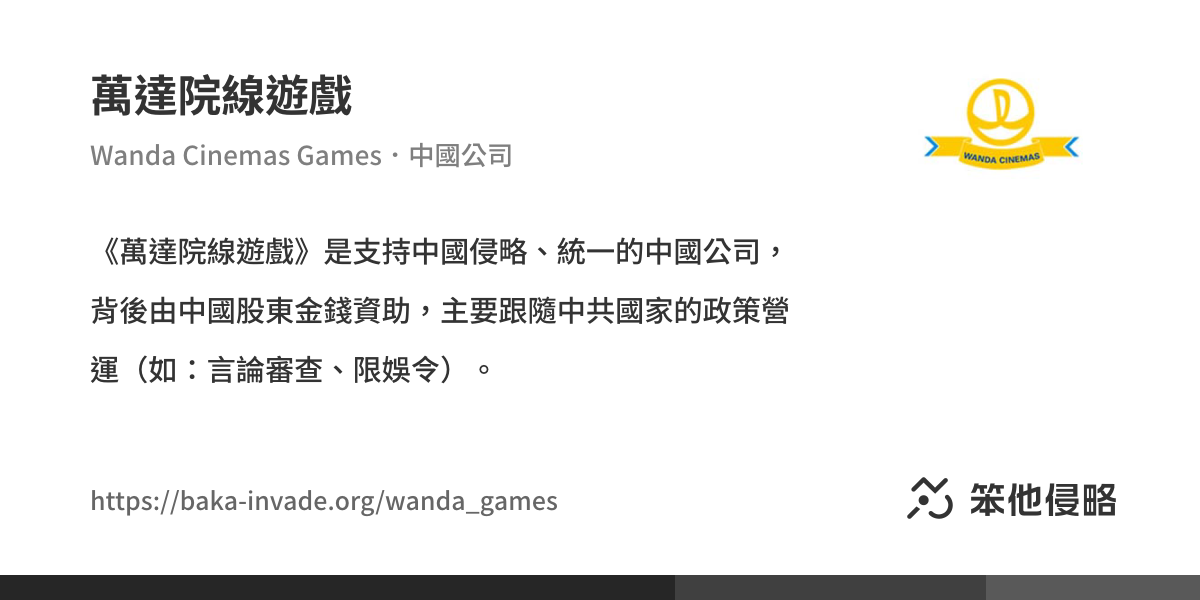 萬達院線遊戲
Wanda Cinemas Games・中國公司
WANDA CINEMAS
《萬達院線遊戲》是支持中國侵略、統一的中國公司，
背後由中國股東金錢資助，主要跟隨中共國家的政策營
運（如：言論審查、限娛令）。
https://baka-invade.org/wanda_games
笨他侵略